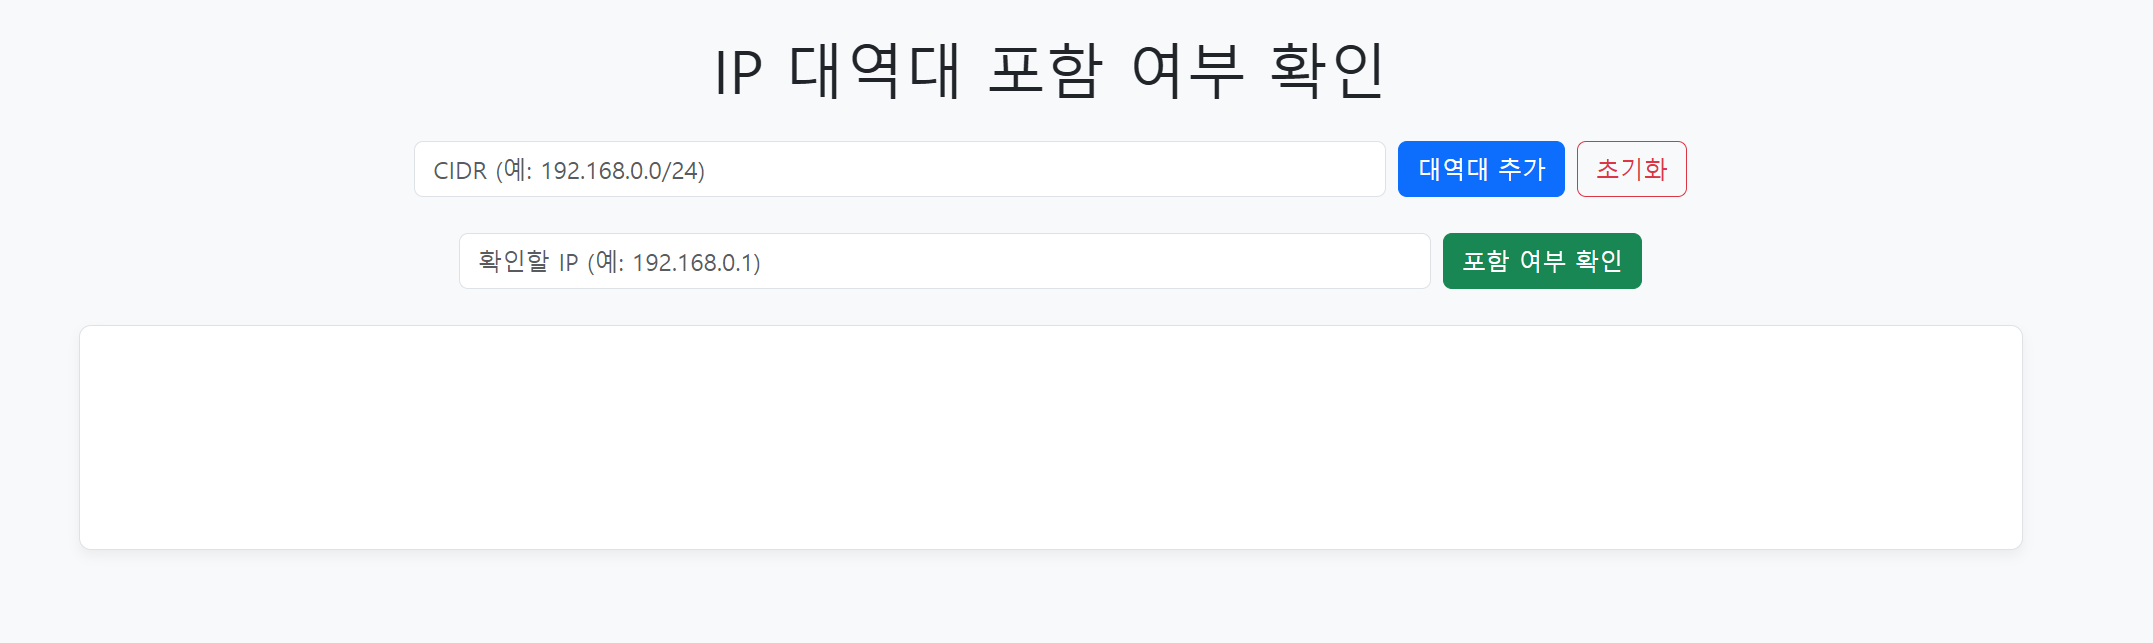 IP 대역대 포함 여부 확인
CIDR (예: 192.168.0.0/24) 대역대 추가 초기화
확인할 IP (예: 192.168.0.1) 포함 여부 확인